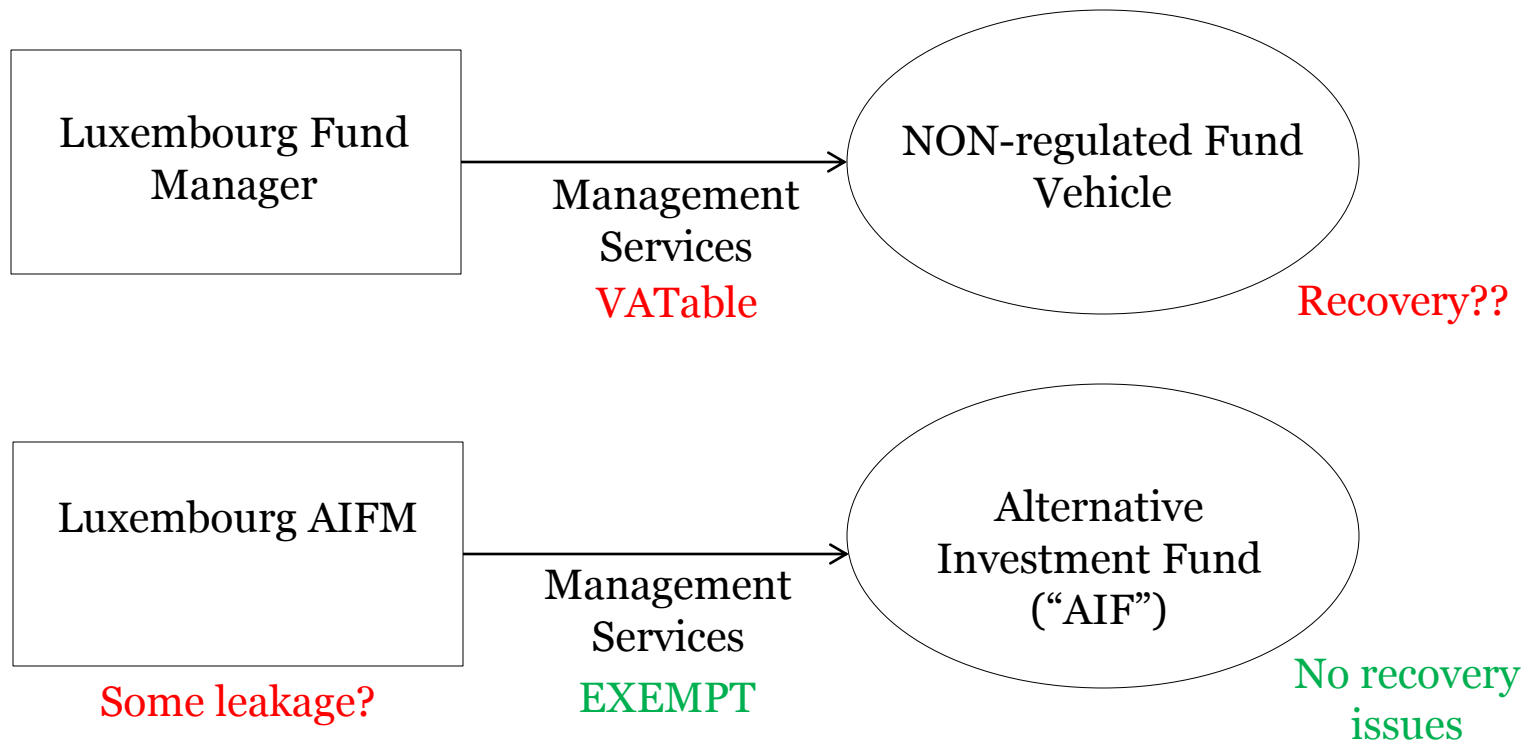 Luxembourg Fund
Manager
Management
Services
VATable
NON-regulated Fund
Vehicle
Recovery??
Luxembourg AIFM
Some leakage?
Management
Services
EXEMPT
Alternative
Investment Fund
(“AIF”)
No recovery
issues